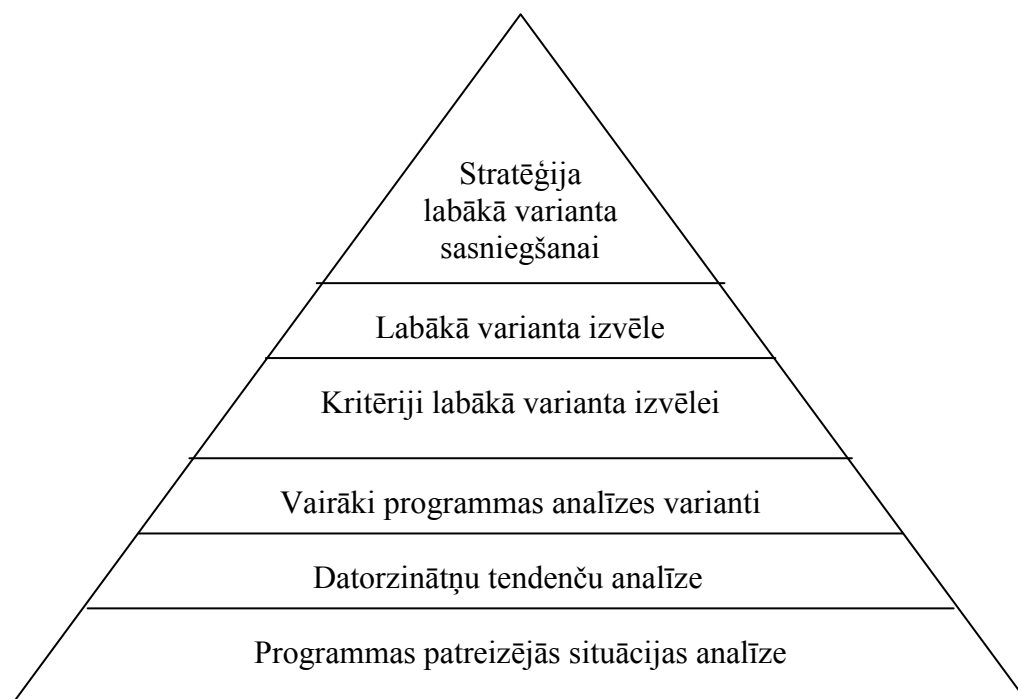 Stratēģija
labākā varianta
sasniegšanai
Labākā varianta izvēle
Kritēriji labākā varianta izvēlei
Vairāki programmas analīzes varianti
Datorzinātņu tendenču analīze
Programmas patreizējās situācijas analīze